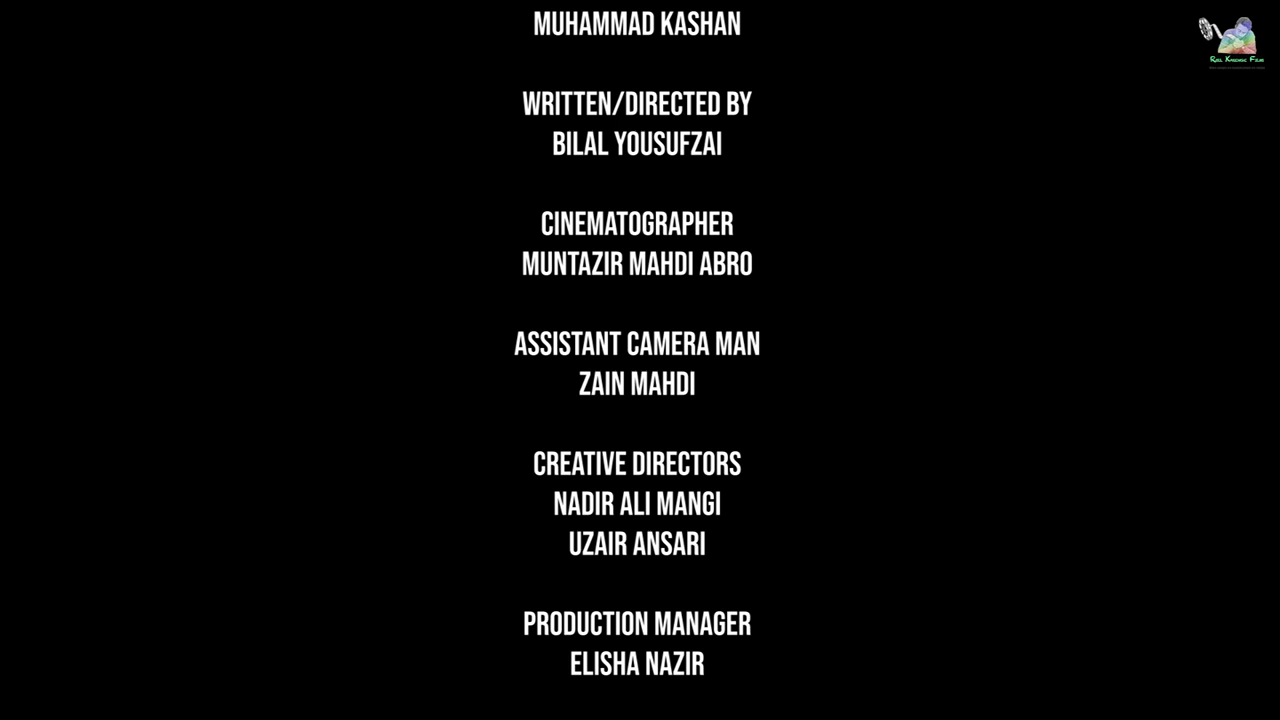 MUHAMMAD KASHAN
WRITTEN/DIRECTED BY
BILAL YOUSUFZAI
CINEMATOGRAPHER
MUNTAZIR MAHDI ABRO
ASSISTANT CAMERA MAN
ZAIN MAHDI
CREATIVE DIRECTORS
NADIR ALI MANGI
UZAIR ANSARI
PRODUCTION MANAGER
ELISHA NAZIR